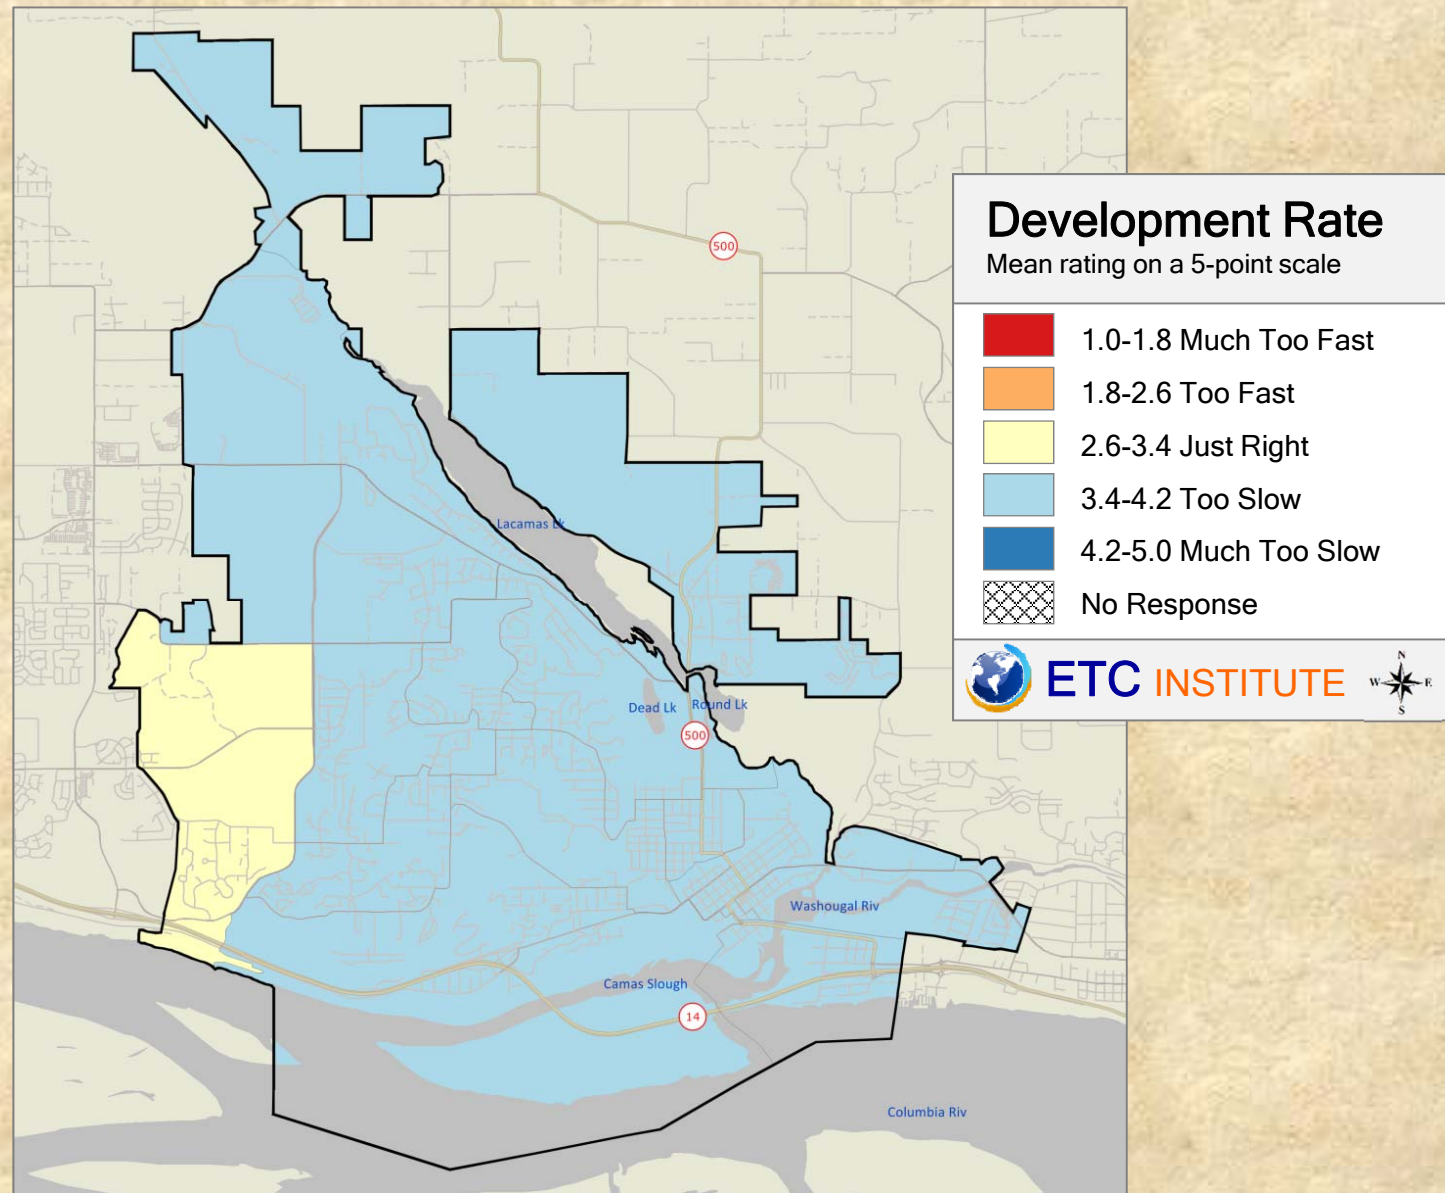 500
Development Rate
Mean rating on a 5-point scale
1.0-1.8 Much Too Fast
1.8-2.6 Too Fast
2.6-3.4 Just Right
3.4-4.2 Too Slow
4.2-5.0 Much Too Slow
No Response
ETC INSTITUTE
N
W E
S
Lacamas Lk
Dead Lk
Round Lk
500
Washougal Riv
Camas Slough
14
Columbia Riv